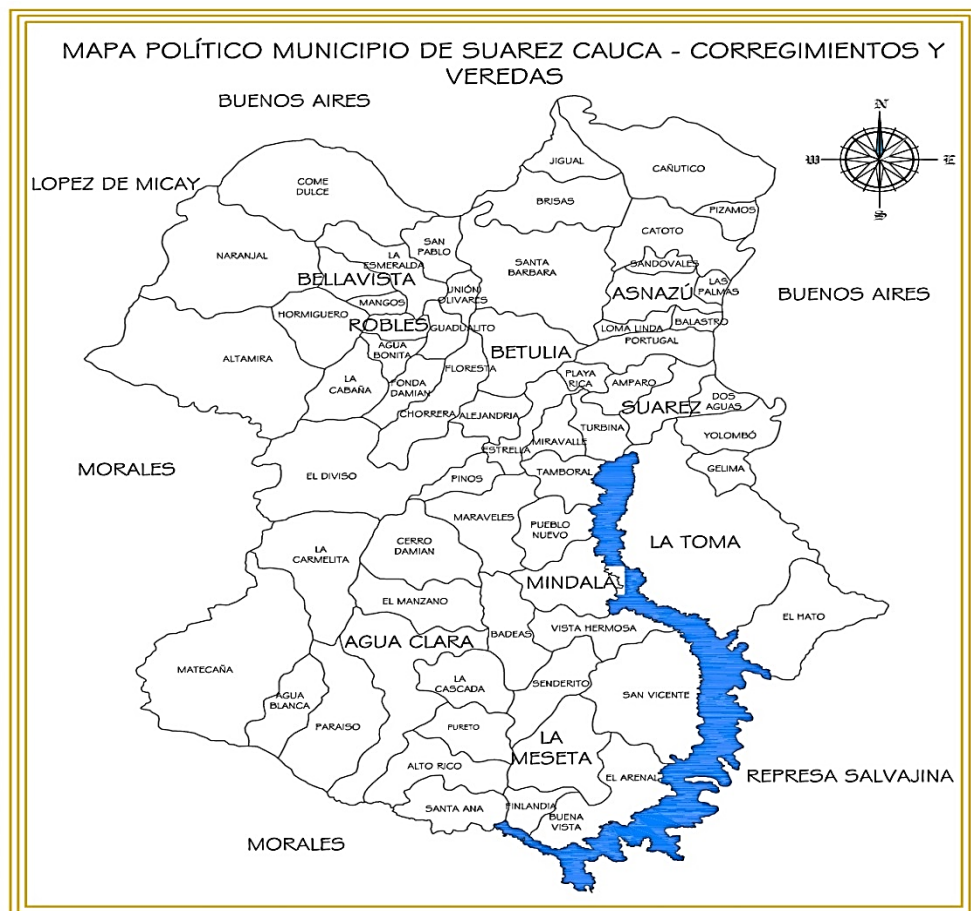 MAPA POLÍTICO MUNICIPIO DE SUAREZ CAUCA - CORREGIMIENTOS Y
VEREDAS
BUENOS AIRES
N
W
E
S
LOPEZ DE MICAY
JIGUAL
CAÑUTICO
COME
DULCE
BRISAS
PIZAMOS
CATOTO
SAN
PABLO
NARANJAL
LA
ESMERALDA
SANTA
BARBARA
SANDOVALES
BELLAVISTA
LAS
PALMAS
ASNAZÚ
BUENOS AIRES
UNIÓN
OLIVARES
MANGOS
HORMIGUERO
ROBLES
GUADUALITO
LOMA LINDA
BALASTRO
PORTUGAL
AGUA
BONITA
BETULIA
ALTAMIRA
FLORESTA
PLAYA
RICA
AMPARO
LA
CABAÑA
FONDA
DAMIAN
DOS
AGUAS
SUAREZ
CHORRERA
ALEJANDRIA
TURBINA
YOLOMBÓ
MIRAVALLE
ESTRELLA
MORALES
GELIMA
TAMBORAL
EL DIVISO
PINOS
MARAVELES
PUEBLO
NUEVO
LA TOMA
CERRO
DAMIAN
LA
CARMELITA
MINDALÁ
EL MANZANO
EL HATO
VISTA HERMOSA
BADEAS
AGUA CLARA
MATECAÑA
LA
CASCADA
SENDERITO
SAN VICENTE
AGUA
BLANCA
PARAISO
PURETO
LA
MESETA
ALTO RICO
EL ARENAL
REPRESA SALVAJINA
SANTA ANA
FINLANDIA
BUENA
VISTA
MORALES